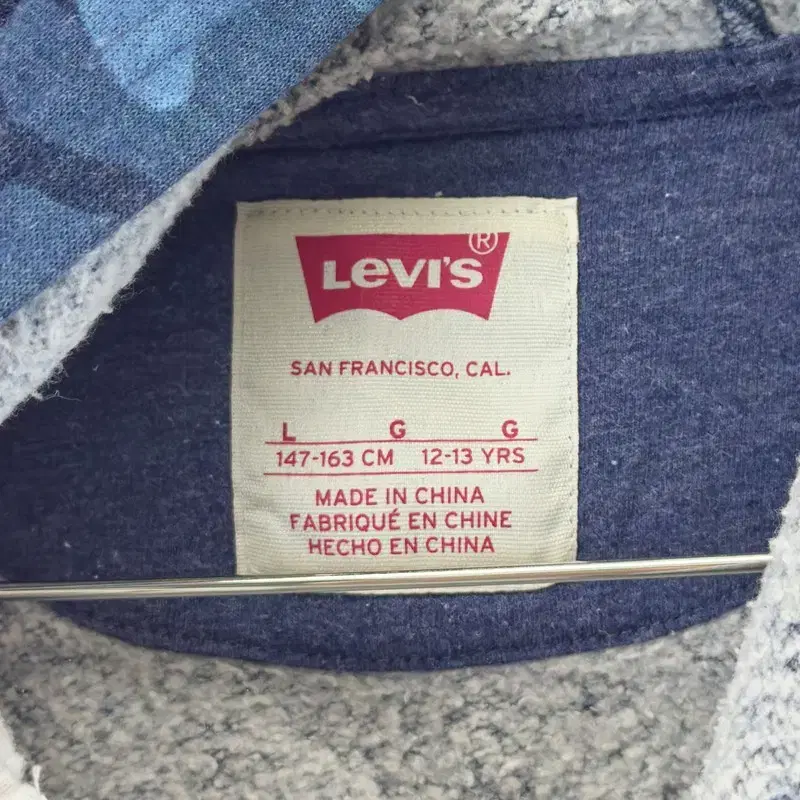 LEVI'S ®
SAN FRANCISCO, CAL.
L G G
147-163 CM 12-13 YRS
MADE IN CHINA
FABRIQUÉ EN CHINE
HECHO EN CHINA